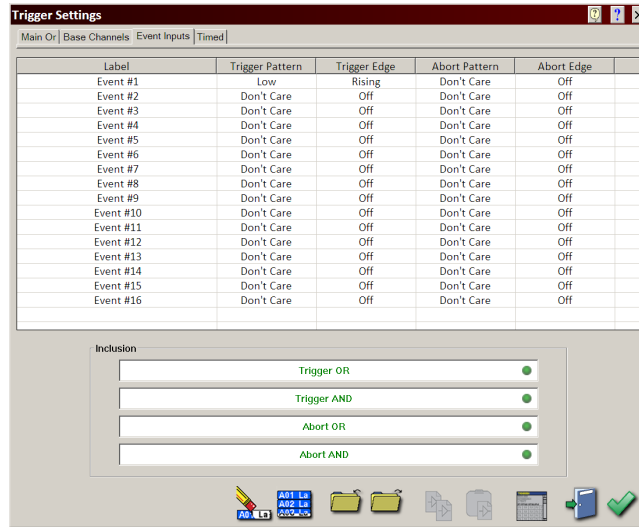 Trigger Settings
Main Or Base Channels Event Inputs Timed
Label Trigger Pattern Trigger Edge Abort Pattern Abort Edge
Event #1 Low Rising Don't Care Off
Event #2 Don't Care Off Don't Care Off
Event #3 Don't Care Off Don't Care Off
Event #4 Don't Care Off Don't Care Off
Event #5 Don't Care Off Don't Care Off
Event #6 Don't Care Off Don't Care Off
Event #7 Don't Care Off Don't Care Off
Event #8 Don't Care Off Don't Care Off
Event #9 Don't Care Off Don't Care Off
Event #10 Don't Care Off Don't Care Off
Event #11 Don't Care Off Don't Care Off
Event #12 Don't Care Off Don't Care Off
Event #13 Don't Care Off Don't Care Off
Event #14 Don't Care Off Don't Care Off
Event #15 Don't Care Off Don't Care Off
Event #16 Don't Care Off Don't Care Off
Inclusion
Trigger OR
Trigger AND
Abort OR
Abort AND
A01 La
A02 La